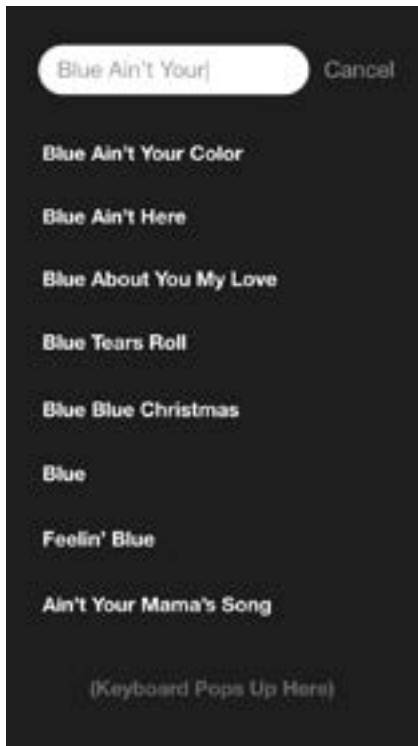 Blue Ain't Your
Cancel
Blue Ain't Your Color
Blue Ain't Here
Blue About You My Love
Blue Tears Roll
Blue Blue Christmas
Blue
Feelin' Blue
Ain't Your Mama's Song
(Keyboard Pops Up Here)